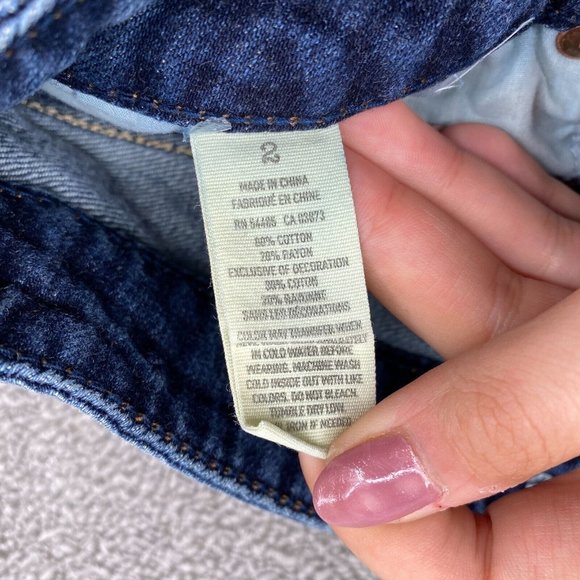 2
MADE IN CHINA
FABRIQUÉ EN CHINE
RN 54485 CA 03873
80% COTTON
20% RAYON
EXCLUSIVE OF DECORATION
80% COTON
20% RAYONNE
SANS LES DÉCORATIONS
COLOR MAY TRANSFER WHEN
IN COLD WATER BEFORE
WEARING. MACHINE WASH
COLD INSIDE OUT WITH LIKE
COLORS. DO NOT BLEACH.
TUMBLE DRY LOW.
IRON IF NEEDED